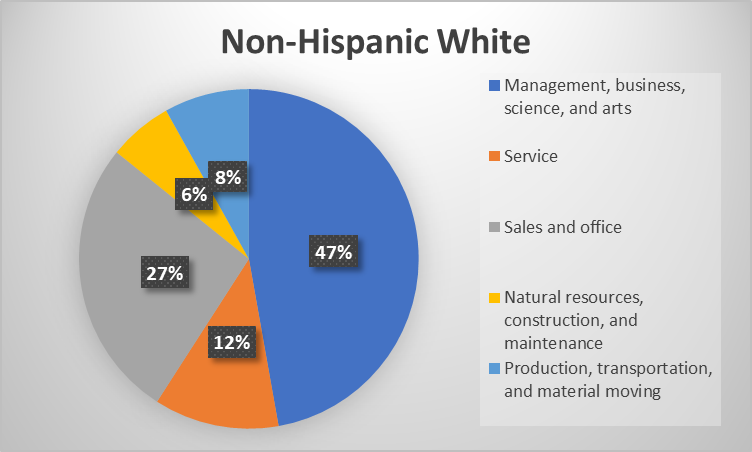 Non-Hispanic White
Management, business,
science, and arts
Service
Sales and office
Natural resources,
construction, and
maintenance
Production, transportation,
and material moving
8%
6%
47%
27%
12%